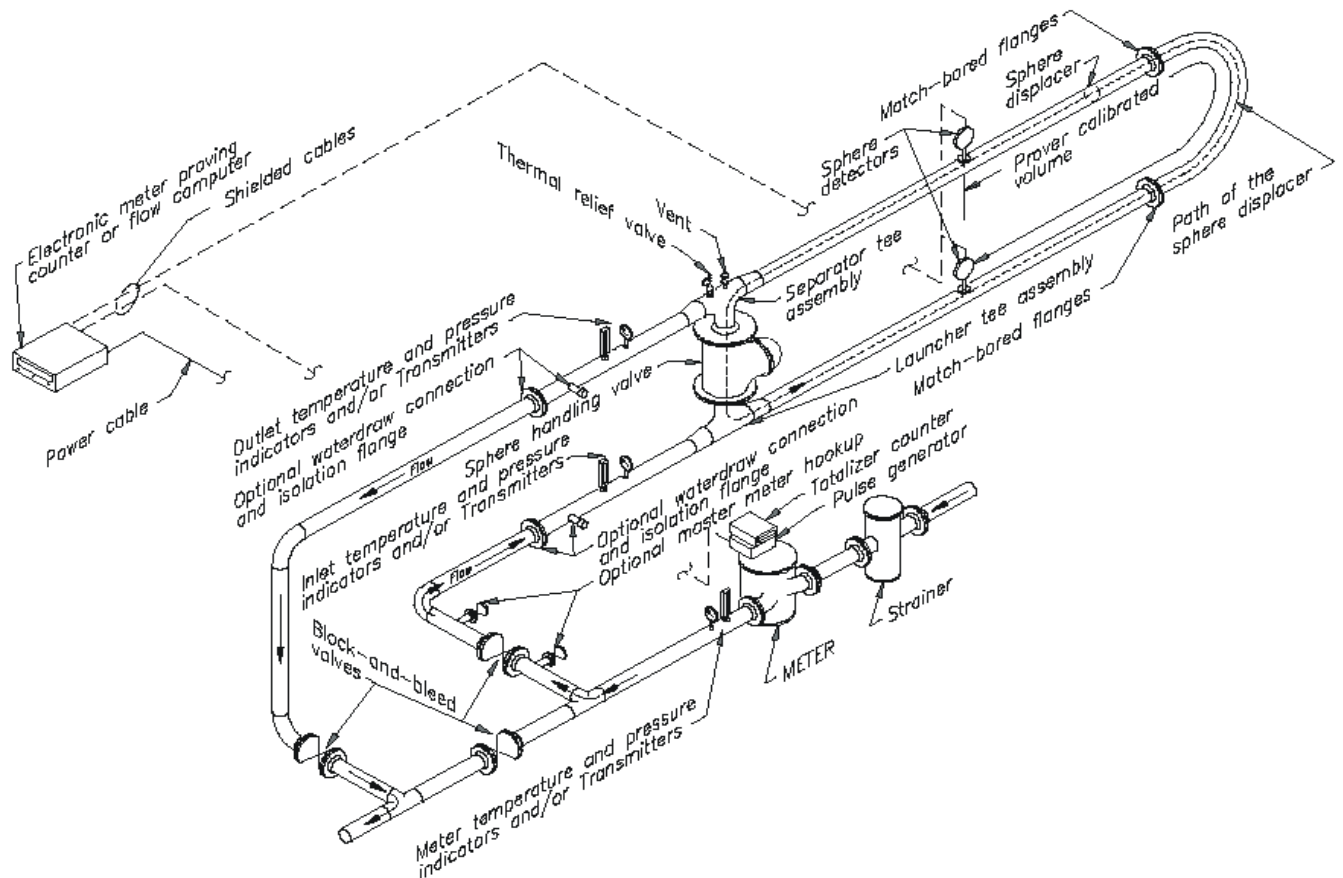 Match-bored flanges
Sphere
displacer
Sphere
detectors
Prover calibrated
volume
Path of the
sphere displacer
Electronic meter proving
counter or flow computer
Shielded cables
Thermal relief valve
Vent
Separator tee
assembly
Launcher tee assembly
Match-bored flanges
Power cable
Outlet temperature and pressure
indicators and/or Transmitters
Optional waterdraw connection
and isolation flange
Sphere handling valve
Inlet temperature and pressure
indicators and/or Transmitters
Flow
Flow
Optional waterdraw connection
and isolation flange
Optional master meter hookup
Totalizer counter
Pulse generator
Strainer
METER
Block-and-bleed
valves
Meter temperature and pressure
indicators and/or Transmitters